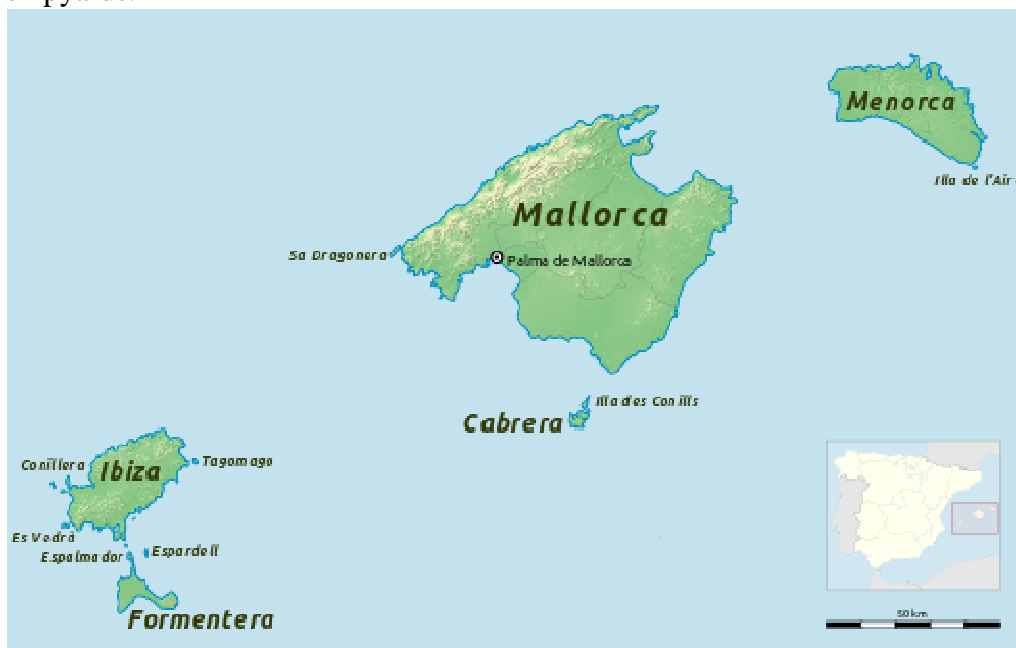 Menorca
Illa de l'Air
Mallorca
Sa Dragonera
Palma de Mallorca
Illa des Conills
Cabrera
Conillera
Ibiza
Tagomago
Es Vedrà
Espalmador
Espardell
Formentera
50 km